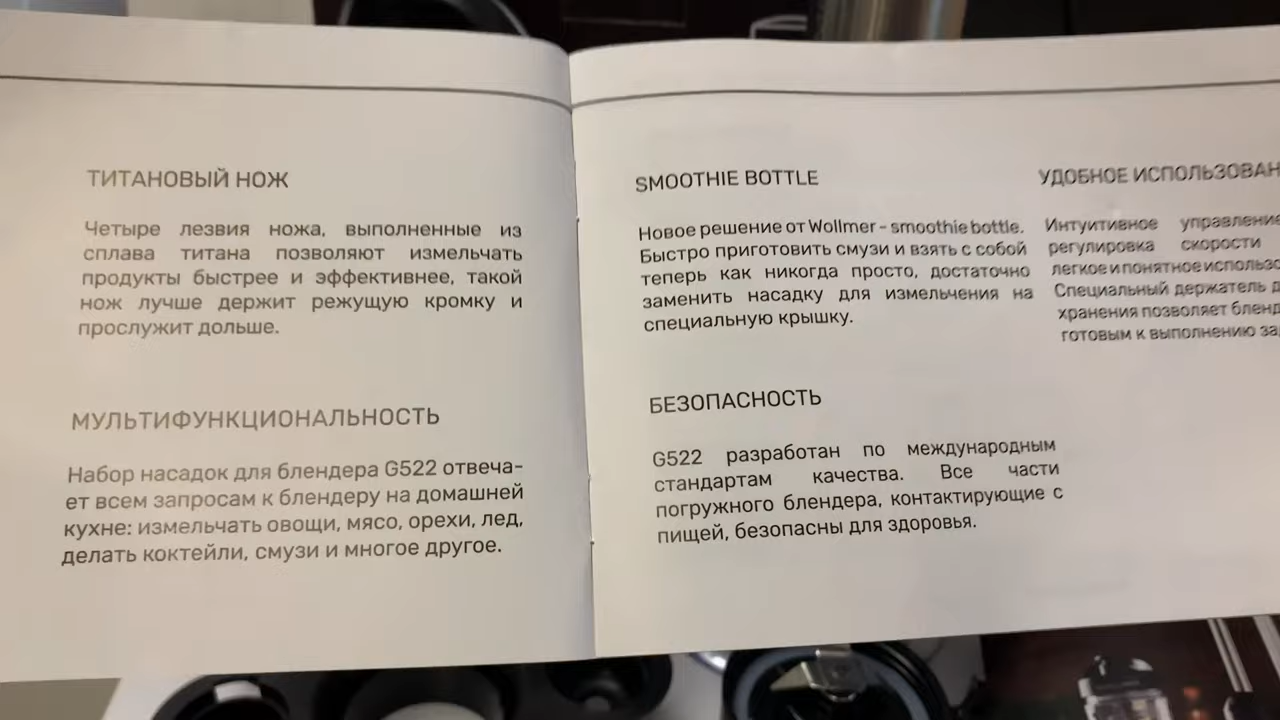 ТИТАНОВЫЙ НОЖ
Четыре лезвия ножа, выполненные из
сплава титана позволяют измельчать
продукты быстрее и эффективнее, такой
нож лучше держит режущую кромку и
прослужит дольше.
МУЛЬТИФУНКЦИОНАЛЬНОСТЬ
Набор насадок для блендера G522 отвеча-
ет всем запросам к блендеру на домашней
кухне: измельчать овощи, мясо, орехи, лед,
делать коктейли, смузи и многое другое.
SMOOTHIE BOTTLE
Новое решение от Wollmer - smoothie bottle.
Быстро приготовить смузи и взять с собой
теперь как никогда просто, достаточно
заменить насадку для измельчения на
специальную крышку.
БЕЗОПАСНОСТЬ
G522 разработан по международным
стандартам качества. Все части
погружного блендера, контактирующие с
пищей, безопасны для здоровья.
УДОБНОЕ
Интуитивное
регулировка скорости
легкое и понятное
Специальный держатель
хранения позволяет
готовым к выполнению